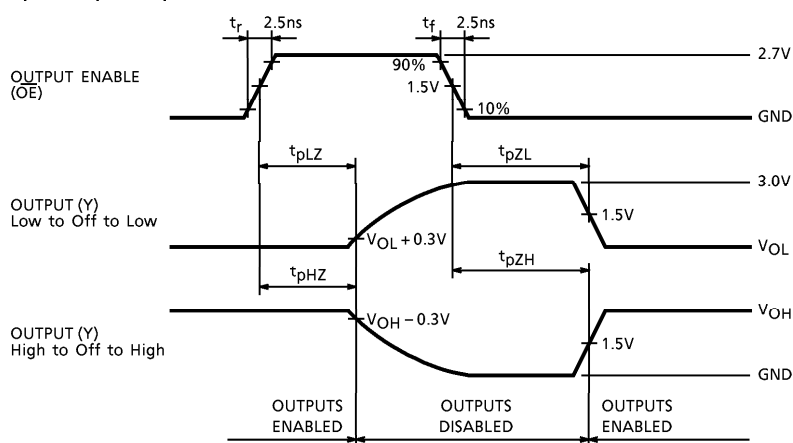 tr 2.5ns tf 2.5ns
2.7V
90%
OUTPUT ENABLE
(OE)
1.5V
10%
GND
tpLZ tpZL
3.0V
OUTPUT (Y)
Low to Off to Low
1.5V
VOL + 0.3V
VOL
tpHZ tpZH
VOH
VOH − 0.3V
OUTPUT (Y)
High to Off to High
1.5V
GND
OUTPUTS ENABLED
OUTPUTS DISABLED
OUTPUTS ENABLED